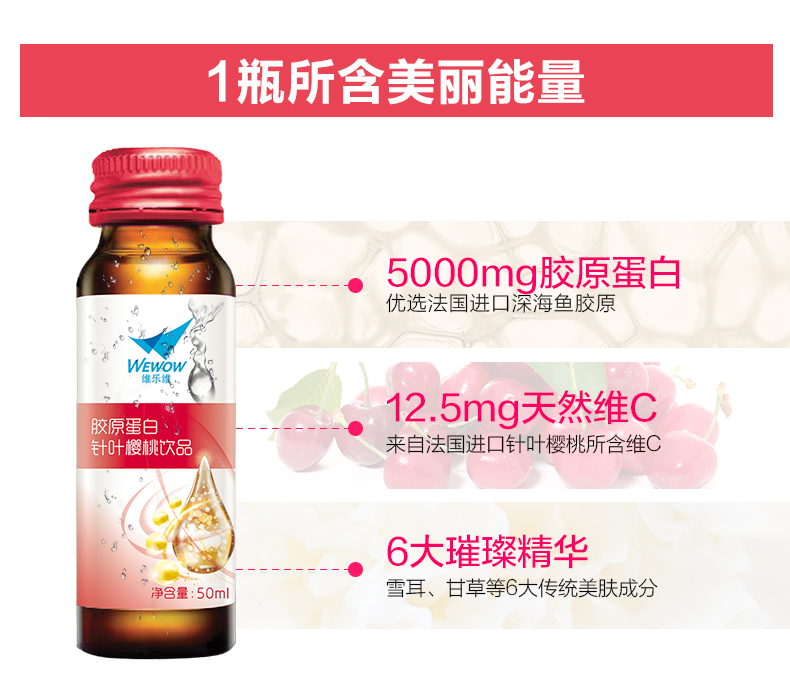 1瓶所含美丽能量
5000mg胶原蛋白
优选法国进口深海鱼胶原
12.5mg天然维C
来自法国进口针叶樱桃所含维C
6大璀璨精华
雪耳、甘草等6大传统美肤成分
WEWOW
维乐维
胶原蛋白
针叶樱桃饮品
净含量:50ml